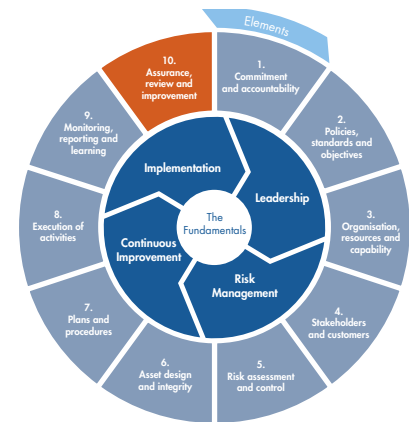 Elements
1.
Commitment
and accountability
2.
Policies,
standards and
objectives
3.
Organisation,
resources and
capability
4.
Stakeholders
and customers
5.
Risk assessment
and control
6.
Asset design
and integrity
7.
Plans and
procedures
8.
Execution of
activities
9.
Monitoring,
reporting and
learning
10.
Assurance,
review and
improvement
Implementation
Leadership
Risk
Management
Continuous
Improvement
The
Fundamentals